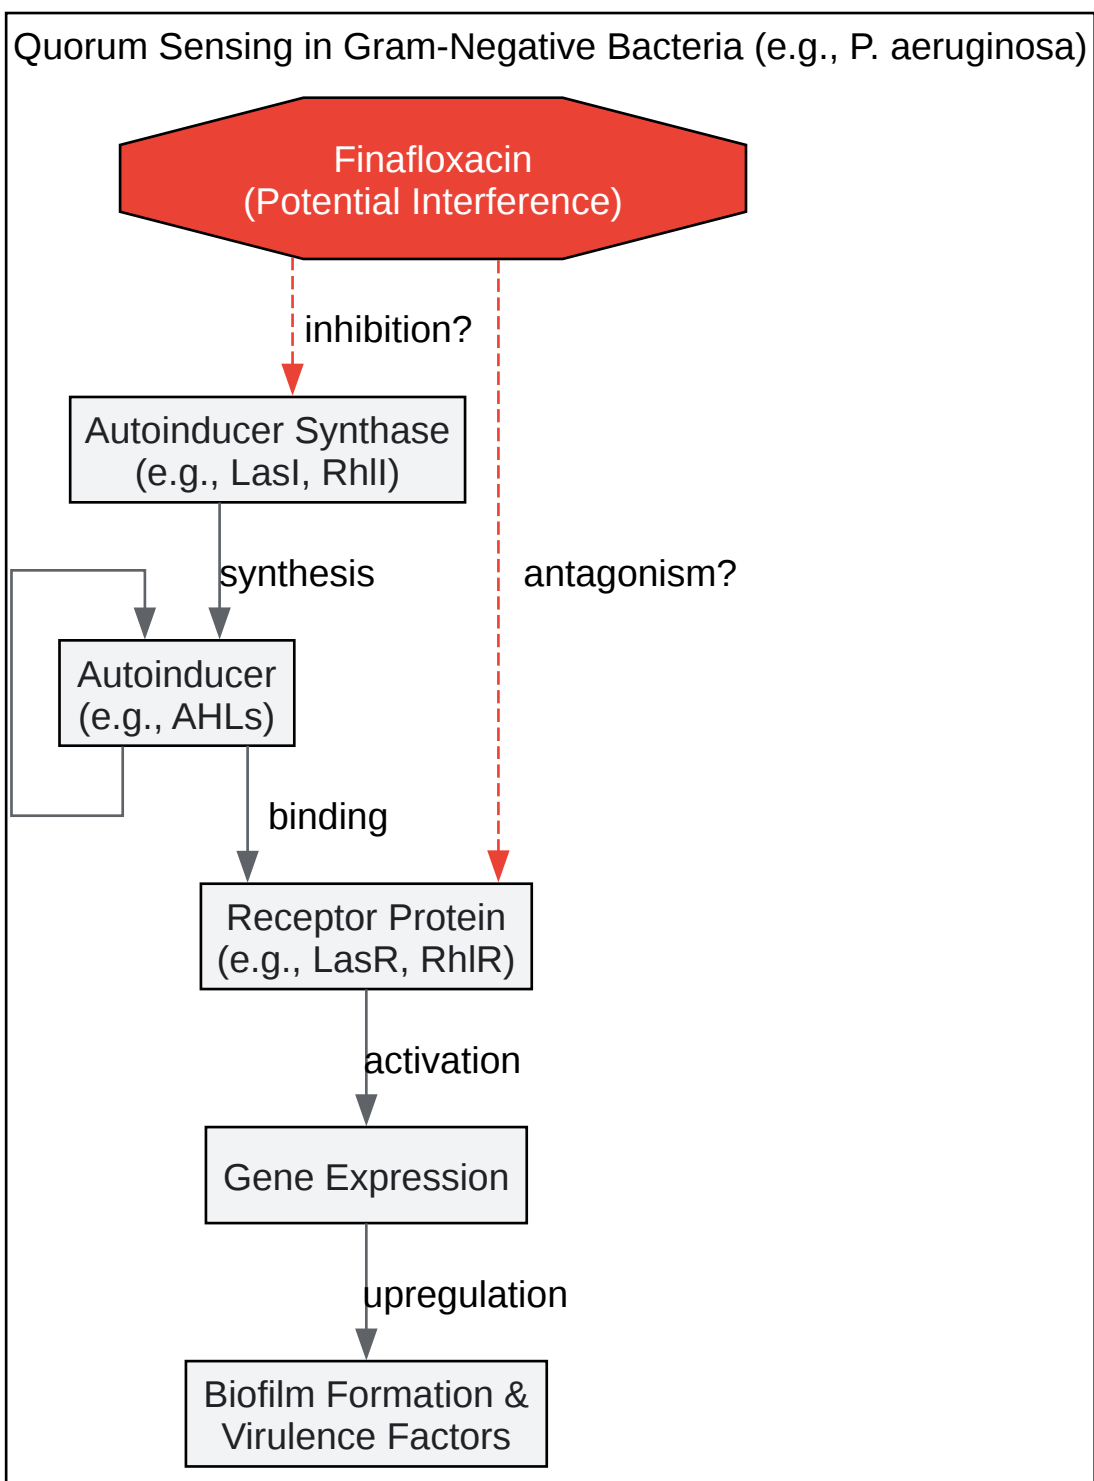 Quorum Sensing in Gram-Negative Bacteria (e.g., P. aeruginosa)
Finafloxacin
(Potential Interference)
inhibition?
Autoinducer Synthase
(e.g., LasI, RhlI)
synthesis
antagonism?
Autoinducer
(e.g., AHLs)
binding
Receptor Protein
(e.g., LasR, RhlR)
activation
Gene Expression
upregulation
Biofilm Formation &
Virulence Factors